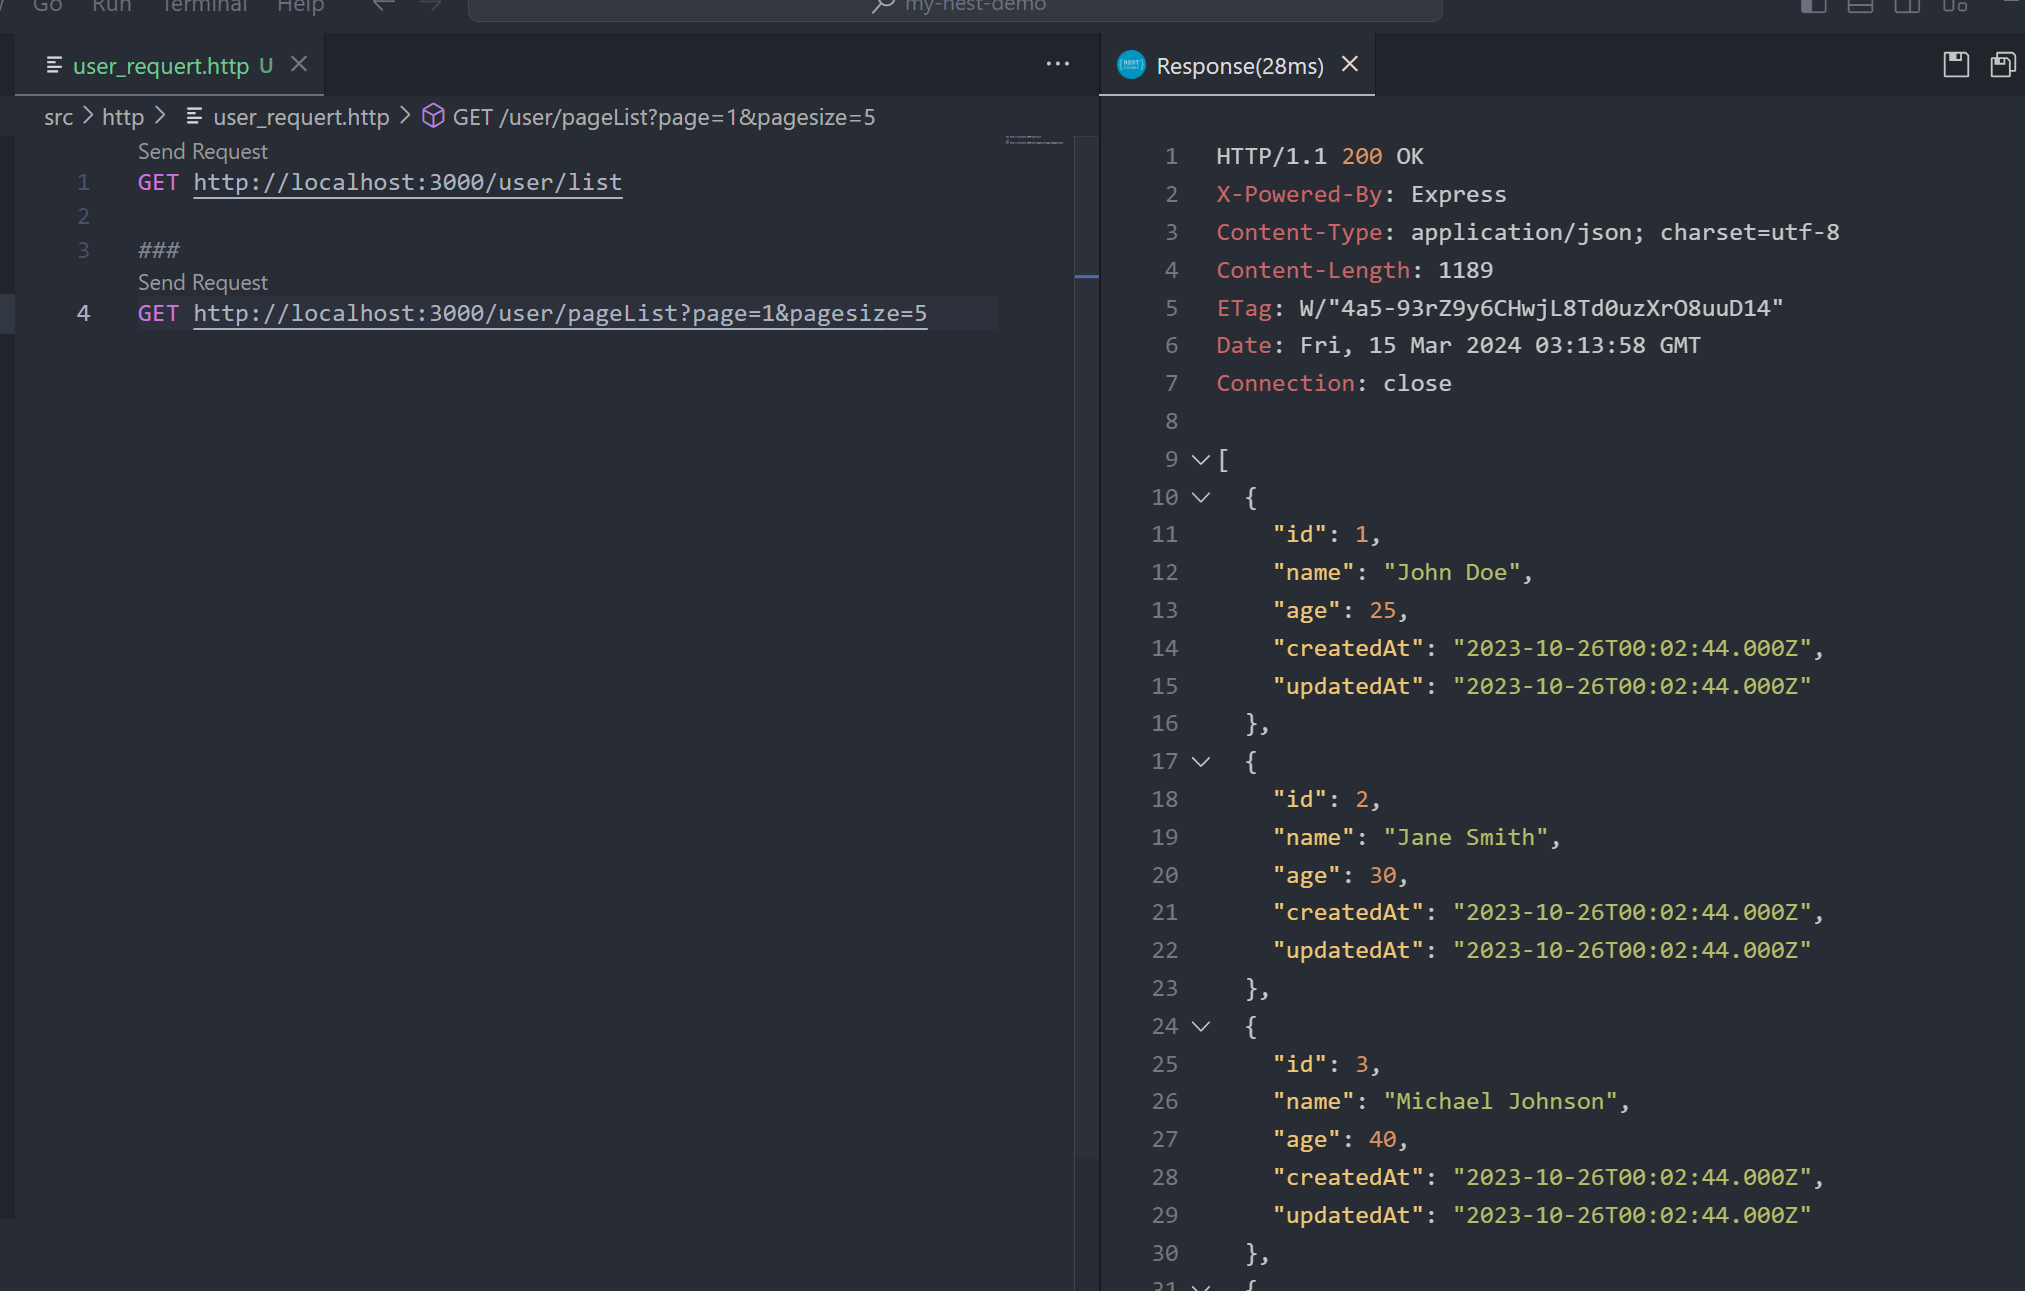 Go Run Terminal Help
my-nest-demo
user_requert.http U
Response(28ms)
src > http > user_requert.http > GET /user/pageList?page=1&pagesize=5
Send Request
1 GET http://localhost:3000/user/list
2
3 ###
Send Request
4 GET http://localhost:3000/user/pageList?page=1&pagesize=5
1 HTTP/1.1 200 OK
2 X-Powered-By: Express
3 Content-Type: application/json; charset=utf-8
4 Content-Length: 1189
5 ETag: W/"4a5-93rZ9y6CHwjL8Td0uzXrO8uuD14"
6 Date: Fri, 15 Mar 2024 03:13:58 GMT
7 Connection: close
8
9 [
10 {
11 "id": 1,
12 "name": "John Doe",
13 "age": 25,
14 "createdAt": "2023-10-26T00:02:44.000Z",
15 "updatedAt": "2023-10-26T00:02:44.000Z"
16 },
17 {
18 "id": 2,
19 "name": "Jane Smith",
20 "age": 30,
21 "createdAt": "2023-10-26T00:02:44.000Z",
22 "updatedAt": "2023-10-26T00:02:44.000Z"
23 },
24 {
25 "id": 3,
26 "name": "Michael Johnson",
27 "age": 40,
28 "createdAt": "2023-10-26T00:02:44.000Z",
29 "updatedAt": "2023-10-26T00:02:44.000Z"
30 },
31 {